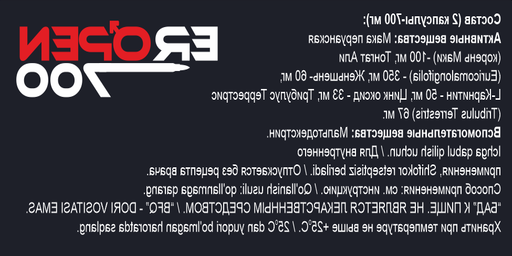 Состав (2 капсулы-700 мг):
Активные вещества: Мака перуанская
(корень Маки) -100 мг, Тонгкат Али
(Euricomalongifolia) - 350 мг, Женьшень- 60 мг,
L-Карнитин - 50 мг, Цинк оксид - 33 мг, Трибулус Террестрис
(Tribulus Terrestris) 67 мг.
Вспомогательные вещества: Мальтодекстрин.
Ichga qabul qilish uchun. / Для внутреннего
применения, Shifokor retseptisiz beriladi. / Отпускается без рецепта врача.
Способ применения: см. инструкцию. / Qo'llanish usuli: qo'llanmaga qarang.
"БАД" К ПИЩЕ. НЕ ЯВЛЯЕТСЯ ЛЕКАРСТВЕННЫМ СРЕДСТВОМ. / "BFQ" - DORI VOSITASI EMAS.
Хранить при температуре не выше +25°C. / 25°C dan yuqori bo'lmagan haroratda saqlang.
EROPEN
700